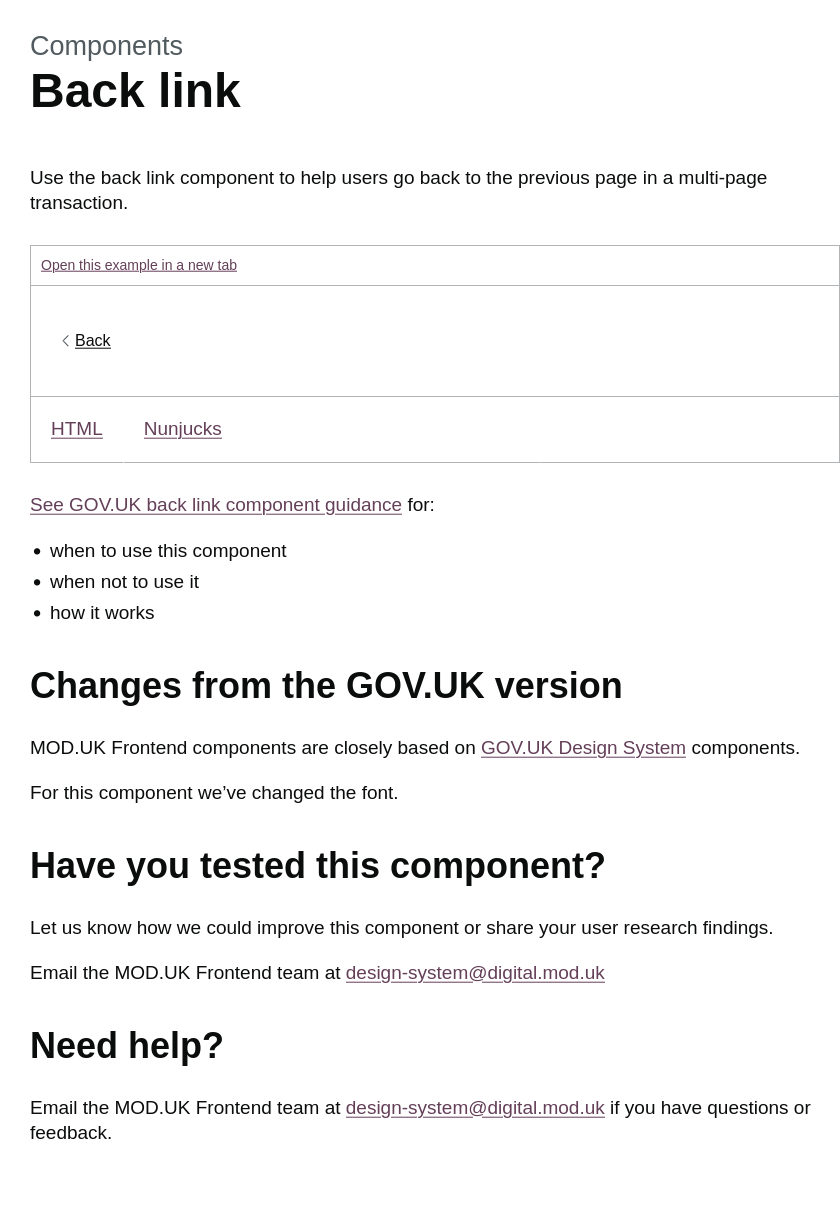 Components
Back link
Use the back link component to help users go back to the previous page in a multi-page
transaction.
Open this example in a new tab
Back
HTML Nunjucks
See GOV.UK back link component guidance for:
• when to use this component
• when not to use it
• how it works
Changes from the GOV.UK version
MOD.UK Frontend components are closely based on GOV.UK Design System components.
For this component we’ve changed the font.
Have you tested this component?
Let us know how we could improve this component or share your user research findings.
Email the MOD.UK Frontend team at design-system@digital.mod.uk
Need help?
Email the MOD.UK Frontend team at design-system@digital.mod.uk if you have questions or
feedback.